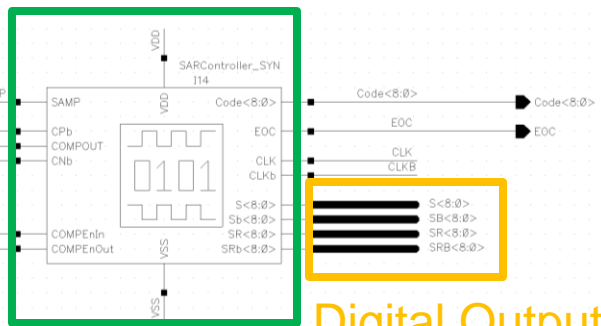 VDD
SARController_SYN
I14
P
SAMP
VDD
Code<8:0>
Code<8:0>
Code<8:0>
CPb
EOC
EOC
EOC
COMPOUT
CNb
CLK
CLK
CLKb
CLKB
0101
S<8:0>
S<8:0>
Sb<8:0>
SB<8:0>
COMPEnIn
SR<8:0>
SR<8:0>
COMPEnOut
VSS
SRb<8:0>
SRB<8:0>
VSS
Digital Output